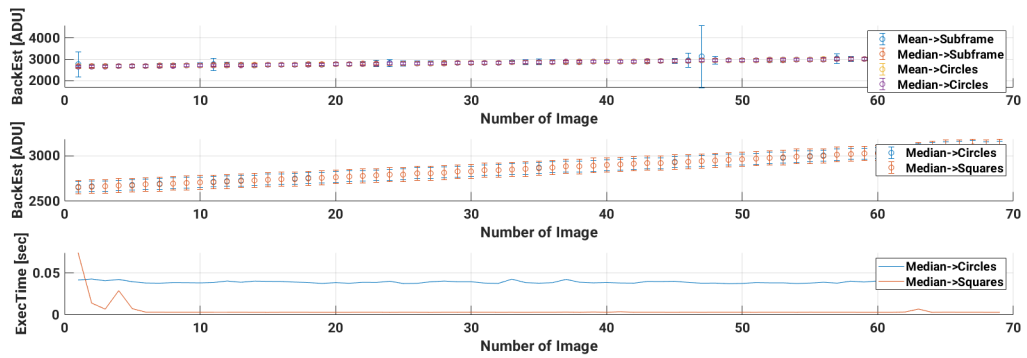 BackEst [ADU]
4000
3000
2000
0 10 20 30 40 50 60 70
Number of Image
Mean->Subframe
Median->Subframe
Mean->Circles
Median->Circles
BackEst [ADU]
3000
2500
0 10 20 30 40 50 60 70
Number of Image
Median->Circles
Median->Squares
ExecTime [sec]
0.05
0
0 10 20 30 40 50 60 70
Number of Image
Median->Circles
Median->Squares